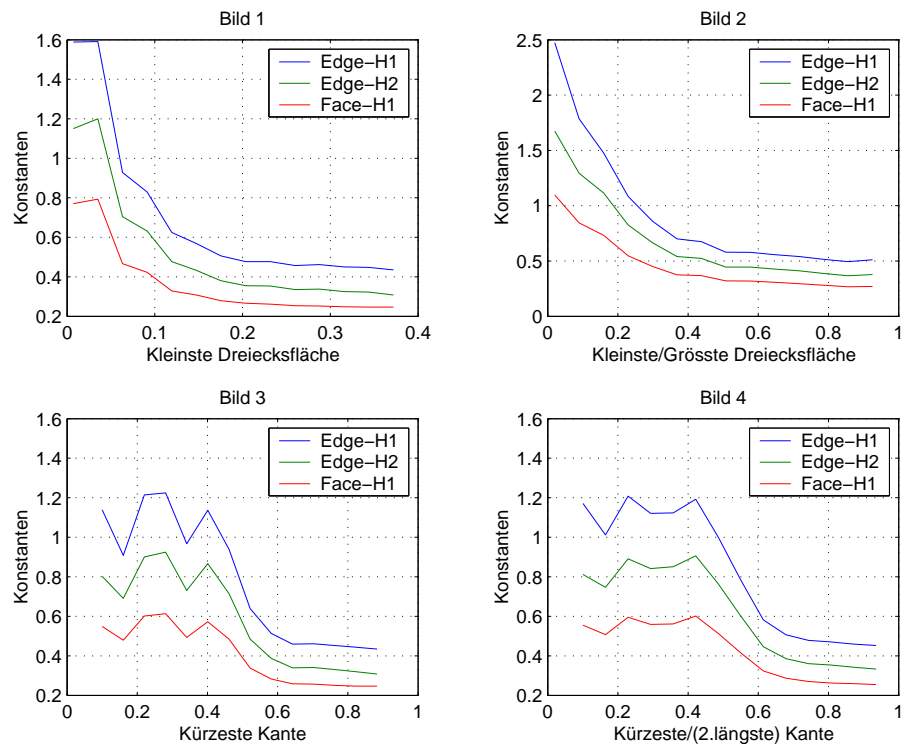 Bild 1
Konstanten
1.6
1.4
1.2
1
0.8
0.6
0.4
0.2
0
0.1
0.2
0.3
0.4
Kleinste Dreiecksfläche
Edge−H1
Edge−H2
Face−H1
Bild 2
Konstanten
2.5
2
1.5
1
0.5
0
0
0.2
0.4
0.6
0.8
1
Kleinste/Grösste Dreiecksfläche
Edge−H1
Edge−H2
Face−H1
Bild 3
Konstanten
1.6
1.4
1.2
1
0.8
0.6
0.4
0.2
0
0.2
0.4
0.6
0.8
1
Kürzeste Kante
Edge−H1
Edge−H2
Face−H1
Bild 4
Konstanten
1.6
1.4
1.2
1
0.8
0.6
0.4
0.2
0
0.2
0.4
0.6
0.8
1
Kürzeste/(2.längste) Kante
Edge−H1
Edge−H2
Face−H1